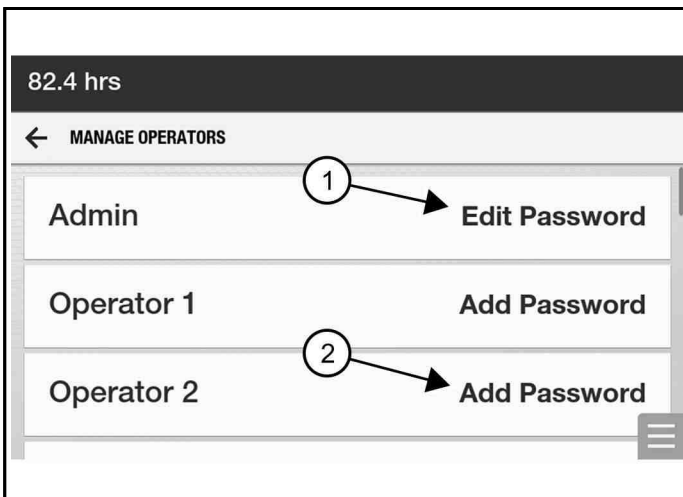 82.4 hrs
← MANAGE OPERATORS
1
Admin Edit Password
Operator 1 Add Password
2
Operator 2 Add Password